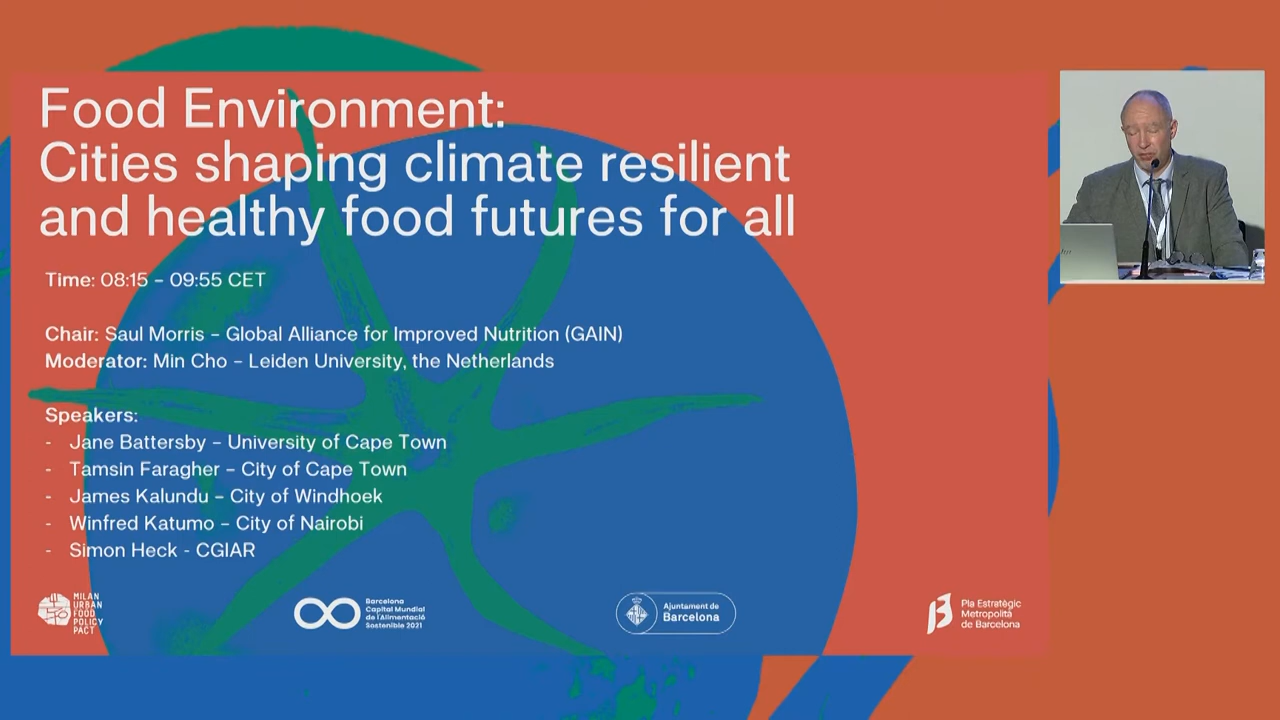 Food Environment:
Cities shaping climate resilient
and healthy food futures for all
Time: 08:15 – 09:55 CET
Chair: Saul Morris – Global Alliance for Improved Nutrition (GAIN)
Moderator: Min Cho – Leiden University, the Netherlands
Speakers:
- Jane Battersby – University of Cape Town
- Tamsin Faragher – City of Cape Town
- James Kalundu – City of Windhoek
- Winfred Katumo – City of Nairobi
- Simon Heck - CGIAR
MILAN
URBAN
FOOD
POLICY
PACT
Barcelona
Capital Mundial
de l'Alimentació
Sostenible 2021
Ajuntament de
Barcelona
Pla Estratègic
Metropolità
de Barcelona